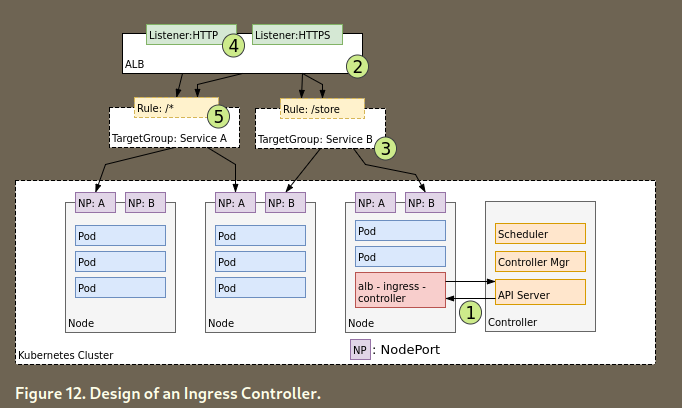 Listener:HTTP
Listener:HTTPS
4
ALB
2
Rule: /*
5
Rule: /store
TargetGroup: Service A
TargetGroup: Service B
3
NP: A
NP: B
NP: A
NP: B
NP: A
NP: B
Pod
Pod
Pod
Node
Pod
Pod
Pod
Node
Pod
Pod
alb - ingress -
controller
Node
Scheduler
Controller Mgr
API Server
1
Controller
Kubernetes Cluster
NP : NodePort
Figure 12. Design of an Ingress Controller.